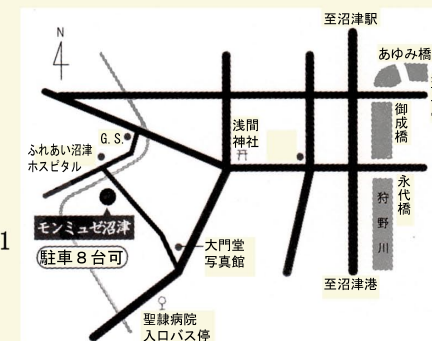 至沼津駅
N
あゆみ橋
御成橋
浅間
神社
G.S.
ふれあい沼津
ホスピタル
永代橋
狩野川
モンミュゼ沼津
駐車8台可
1
大門堂
写真館
至沼津港
聖隷病院
入口バス停